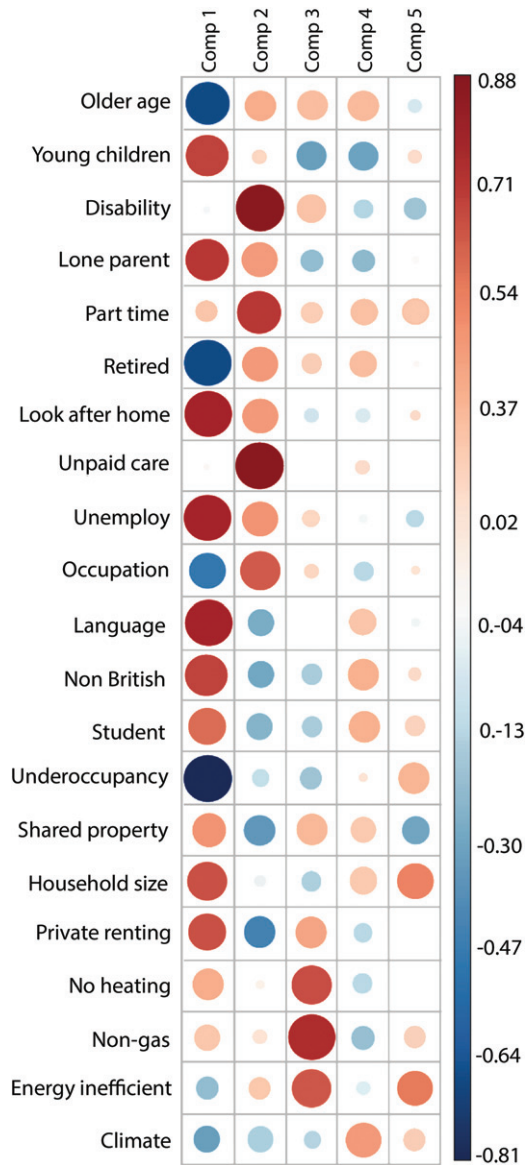 Comp 1
Comp 2
Comp 3
Comp 4
Comp 5
Older age
Young children
Disability
Lone parent
Part time
Retired
Look after home
Unpaid care
Unemploy
Occupation
Language
Non British
Student
Underoccupancy
Shared property
Household size
Private renting
No heating
Non-gas
Energy inefficient
Climate
0.88
0.71
0.54
0.37
0.02
0.-04
0.-13
-0.30
-0.47
-0.64
-0.81